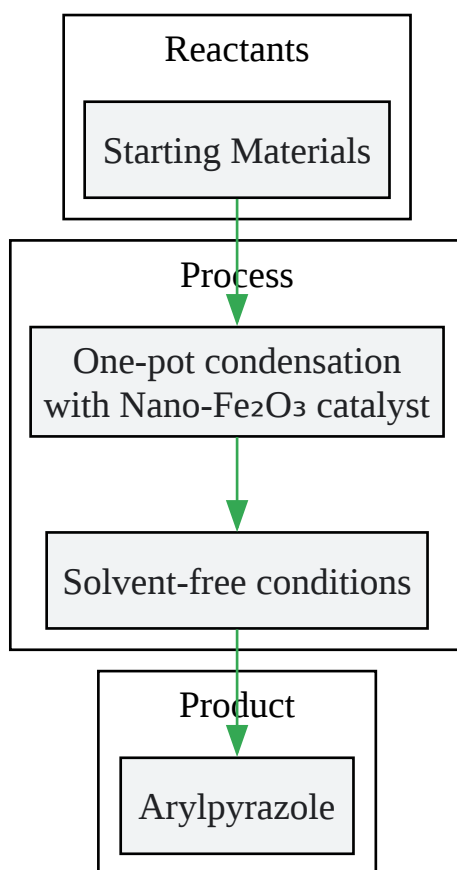 Reactants
Starting Materials
Process
One-pot condensation
with Nano-Fe₂O₃ catalyst
Solvent-free conditions
Product
Arylpyrazole